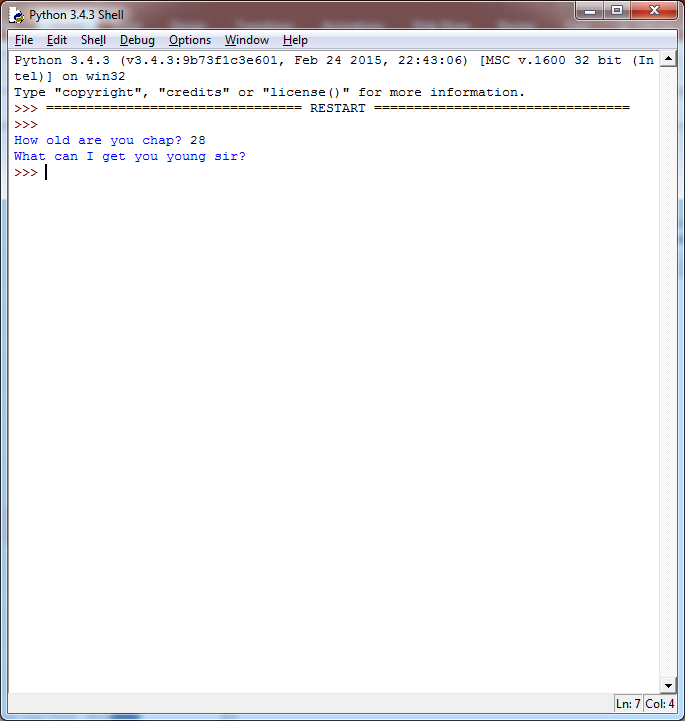 Python 3.4.3 Shell
File Edit Shell Debug Options Window Help
Python 3.4.3 (v3.4.3:9b73f1c3e601, Feb 24 2015, 22:43:06) [MSC v.1600 32 bit (In
tel)] on win32
Type "copyright", "credits" or "license()" for more information.
>>> ================================ RESTART ================================
>>>
How old are you chap? 28
What can I get you young sir?
>>>
Ln: 7 Col: 4